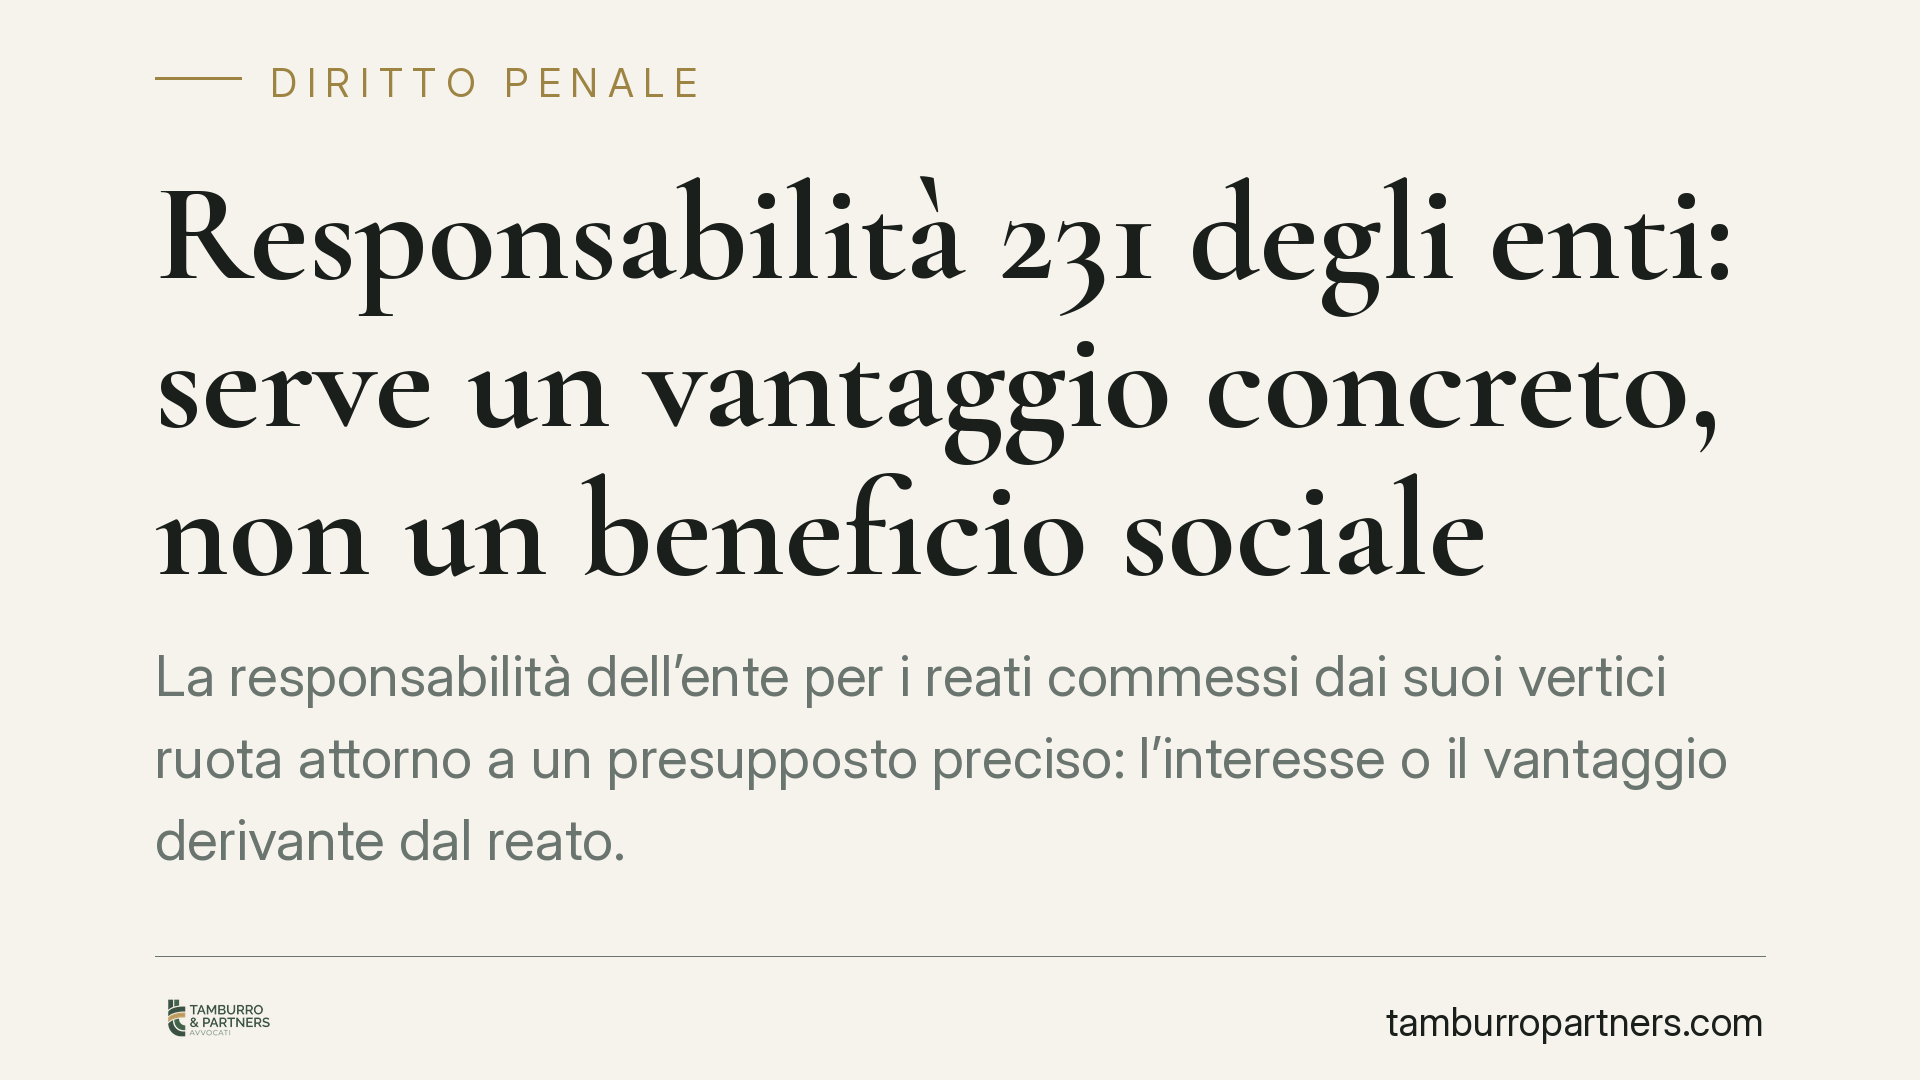 DIRITTO PENALE
Responsabilità 231 degli enti:
serve un vantaggio concreto,
non un beneficio sociale
La responsabilità dell’ente per i reati commessi dai suoi vertici
ruota attorno a un presupposto preciso: l’interesse o il vantaggio
derivante dal reato.
TAMBURRO
& PARTNERS
AVVOCATI
tamburropartners.com